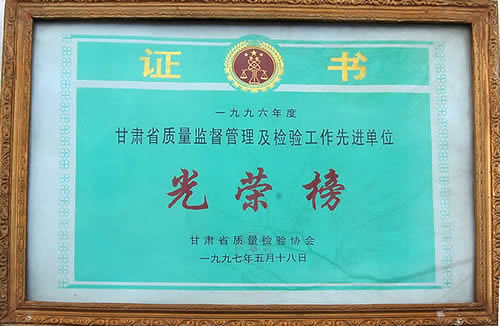 证 书
一九九六年度
甘肃省质量监督管理及检验工作先进单位
光荣榜
甘肃省质量检验协会
一九九七年五月十八日